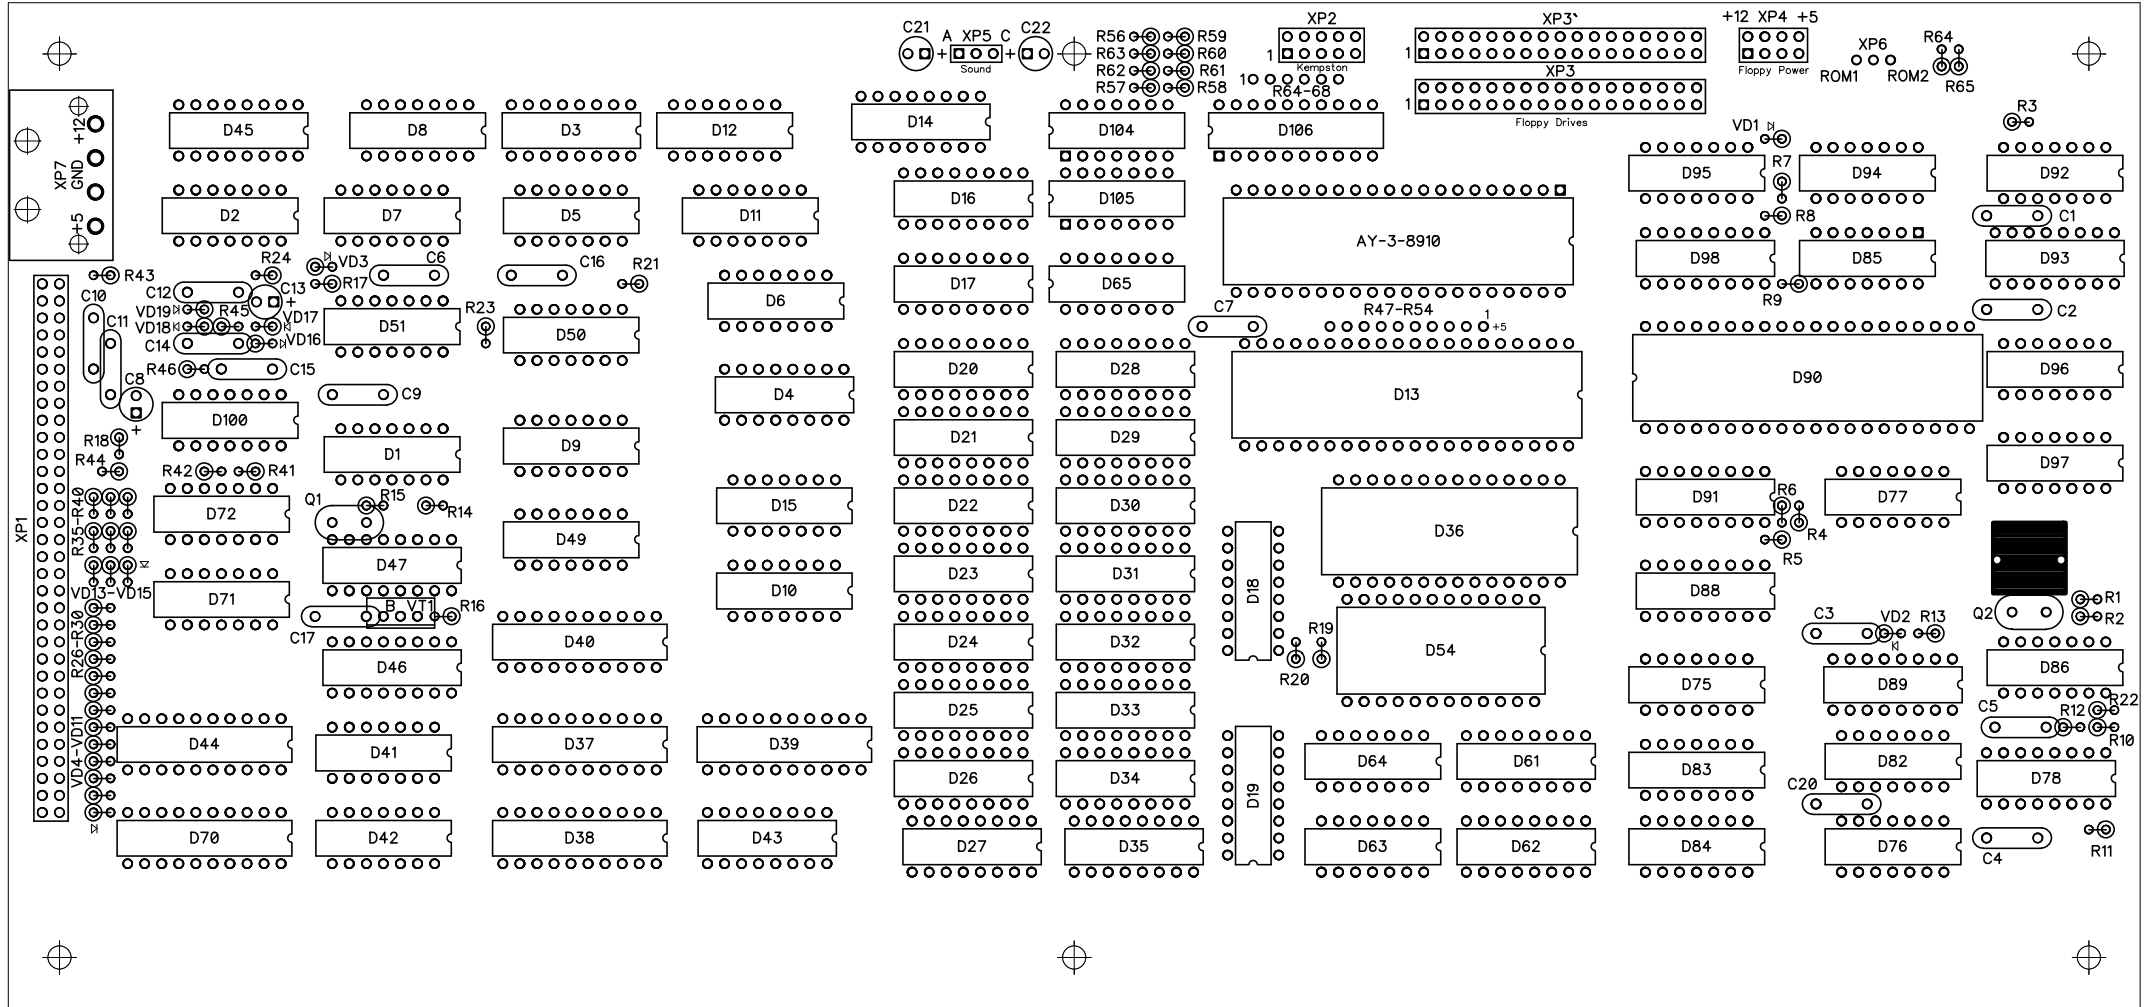 C21
A XP5 C
C22
+
+
Sound
R56
R59
R63
R60
R62
R61
R57
R58
XP2
1
Kempston
1
R64-68
XP3`
1
XP3
1
Floppy Drives
+12 XP4 +5
Floppy Power
XP6
ROM1
ROM2
R64
R65
R3
XP7
+12
GND
+5
D45
D8
D3
D12
D14
D104
D106
VD1
R7
D95
D94
D92
D2
D7
D5
D11
D16
D105
AY-3-8910
R8
C1
D98
D85
D93
R43
R24
VD3
C6
C16
R21
R17
C10
C12
C13
+
D6
D17
D65
R9
C2
VD19
R45
VD18
VD17
C11
C14
VD16
D51
R23
D50
C7
R47-R54
1
+5
R46
C15
C8
+
C9
D4
D20
D28
D13
D90
D96
D100
R18
R44
R42
R41
D1
D9
D21
D29
D97
XP1
R35-R40
D72
Q1
R15
R14
D49
D15
D22
D30
D36
D91
R6
R4
R5
D77
D47
VD13-VD15
D71
B VT1
R16
C17
D10
D23
D31
D18
D88
R1
R2
Q2
R26-R30
D46
D40
D24
D32
R20
R19
D54
C3
VD2
R13
D86
D75
D89
R22
VD4-VD11
D44
D41
D37
D39
D25
D33
C5
R12
R10
D26
D34
D19
D64
D61
D83
D82
D78
C20
D70
D42
D38
D43
D27
D35
D63
D62
D84
D76
C4
R11